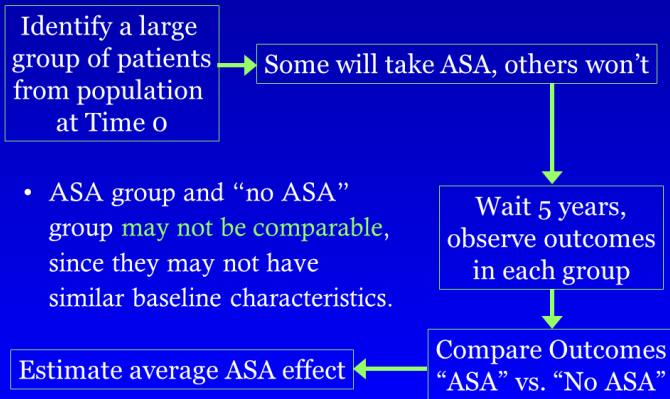 Identify a large
group of patients
from population
at Time 0
Some will take ASA, others won’t
• ASA group and “no ASA”
group may not be comparable,
since they may not have
similar baseline characteristics.
Wait 5 years,
observe outcomes
in each group
Compare Outcomes
“ASA” vs. “No ASA”
Estimate average ASA effect